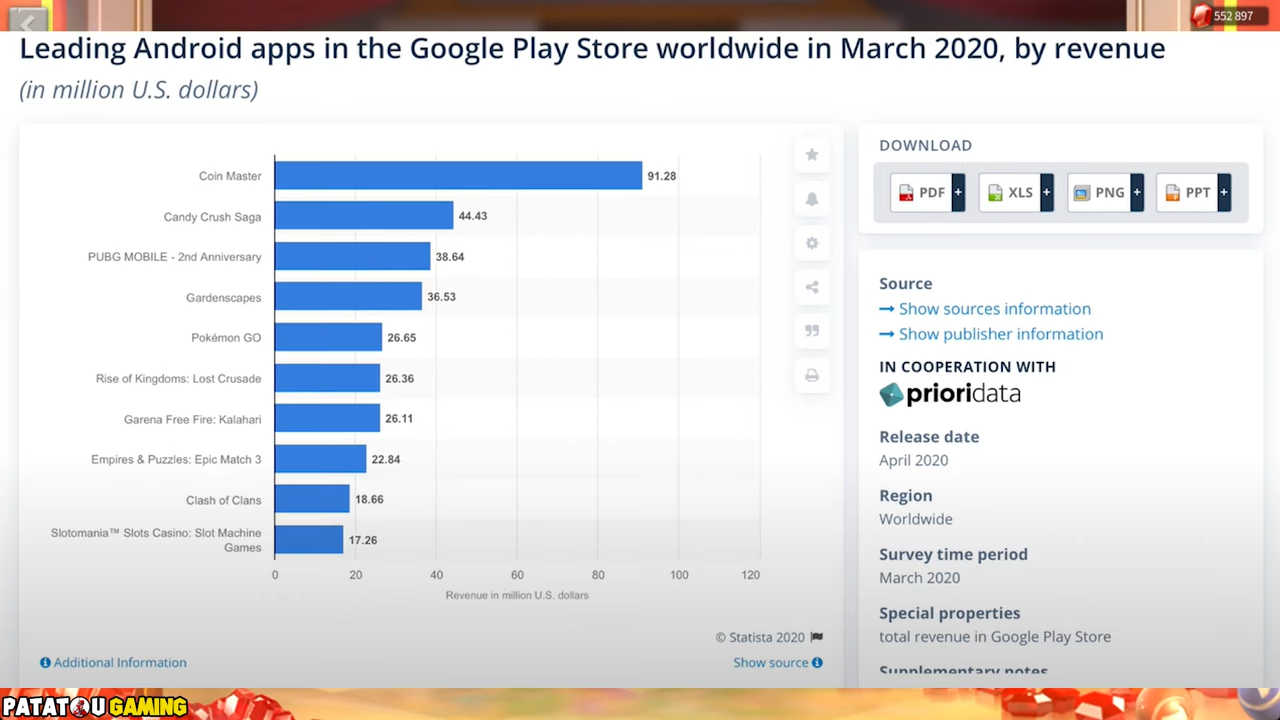 552 897
Leading Android apps in the Google Play Store worldwide in March 2020, by revenue
(in million U.S. dollars)
Coin Master 91.28
Candy Crush Saga 44.43
PUBG MOBILE - 2nd Anniversary 38.64
Gardenscapes 36.53
Pokémon GO 26.65
Rise of Kingdoms: Lost Crusade 26.36
Garena Free Fire: Kalahari 26.11
Empires & Puzzles: Epic Match 3 22.84
Clash of Clans 18.66
Slotomania™ Slots Casino: Slot Machine
Games 17.26
0 20 40 60 80 100 120
Revenue in million U.S. dollars
© Statista 2020
Additional Information
Show source
DOWNLOAD
PDF + XLS + PNG + PPT +
Source
→ Show sources information
→ Show publisher information
IN COOPERATION WITH
prioridata
Release date
April 2020
Region
Worldwide
Survey time period
March 2020
Special properties
total revenue in Google Play Store
Supplementary notes
PATATOU GAMING